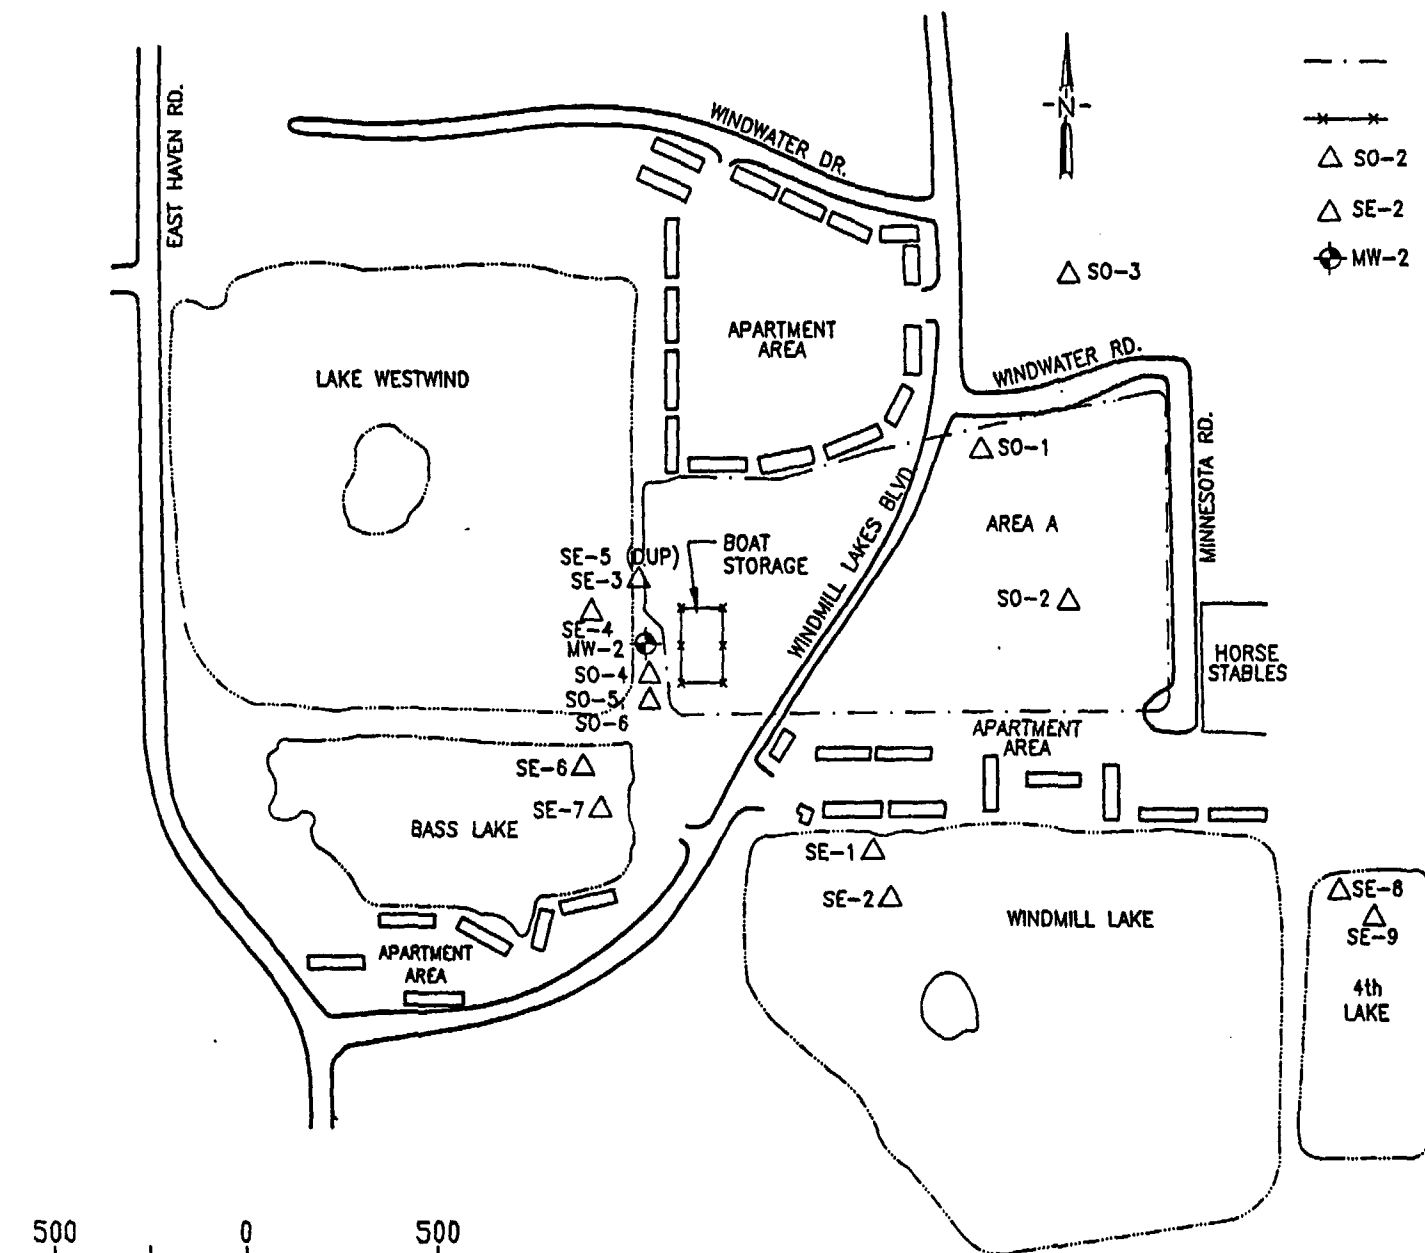 EAST HAVEN RD.
WINDWATER DR.
N
SO-2
SE-2
MW-2
SO-3
APARTMENT
AREA
LAKE WESTWIND
WINDWATER RD.
SO-1
MINNESOTA RD.
AREA A
WINDMILL LAKES BLVD.
BOAT
STORAGE
SE-5 (DUP)
SE-3
SE-4
MW-2
SO-4
SO-5
SO-6
SO-2
HORSE
STABLES
APARTMENT
AREA
SE-6
SE-7
BASS LAKE
SE-1
SE-2
WINDMILL LAKE
SE-8
SE-9
4th
LAKE
APARTMENT
AREA
500 0 500